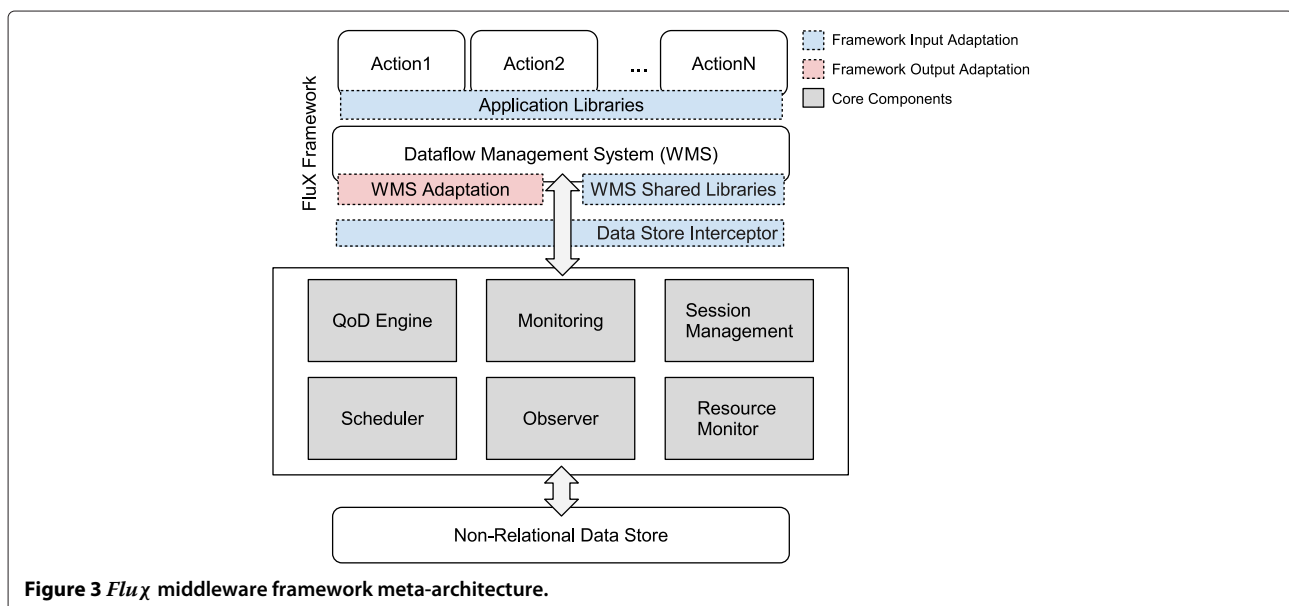 Action1
Action2
...
ActionN
Framework Input Adaptation
Framework Output Adaptation
Core Components
Application Libraries
FluX Framework
Dataflow Management System (WMS)
WMS Adaptation
WMS Shared Libraries
Data Store Interceptor
QoD Engine
Monitoring
Session
Management
Scheduler
Observer
Resource
Monitor
Non-Relational Data Store
Figure 3 Fluχ middleware framework meta-architecture.